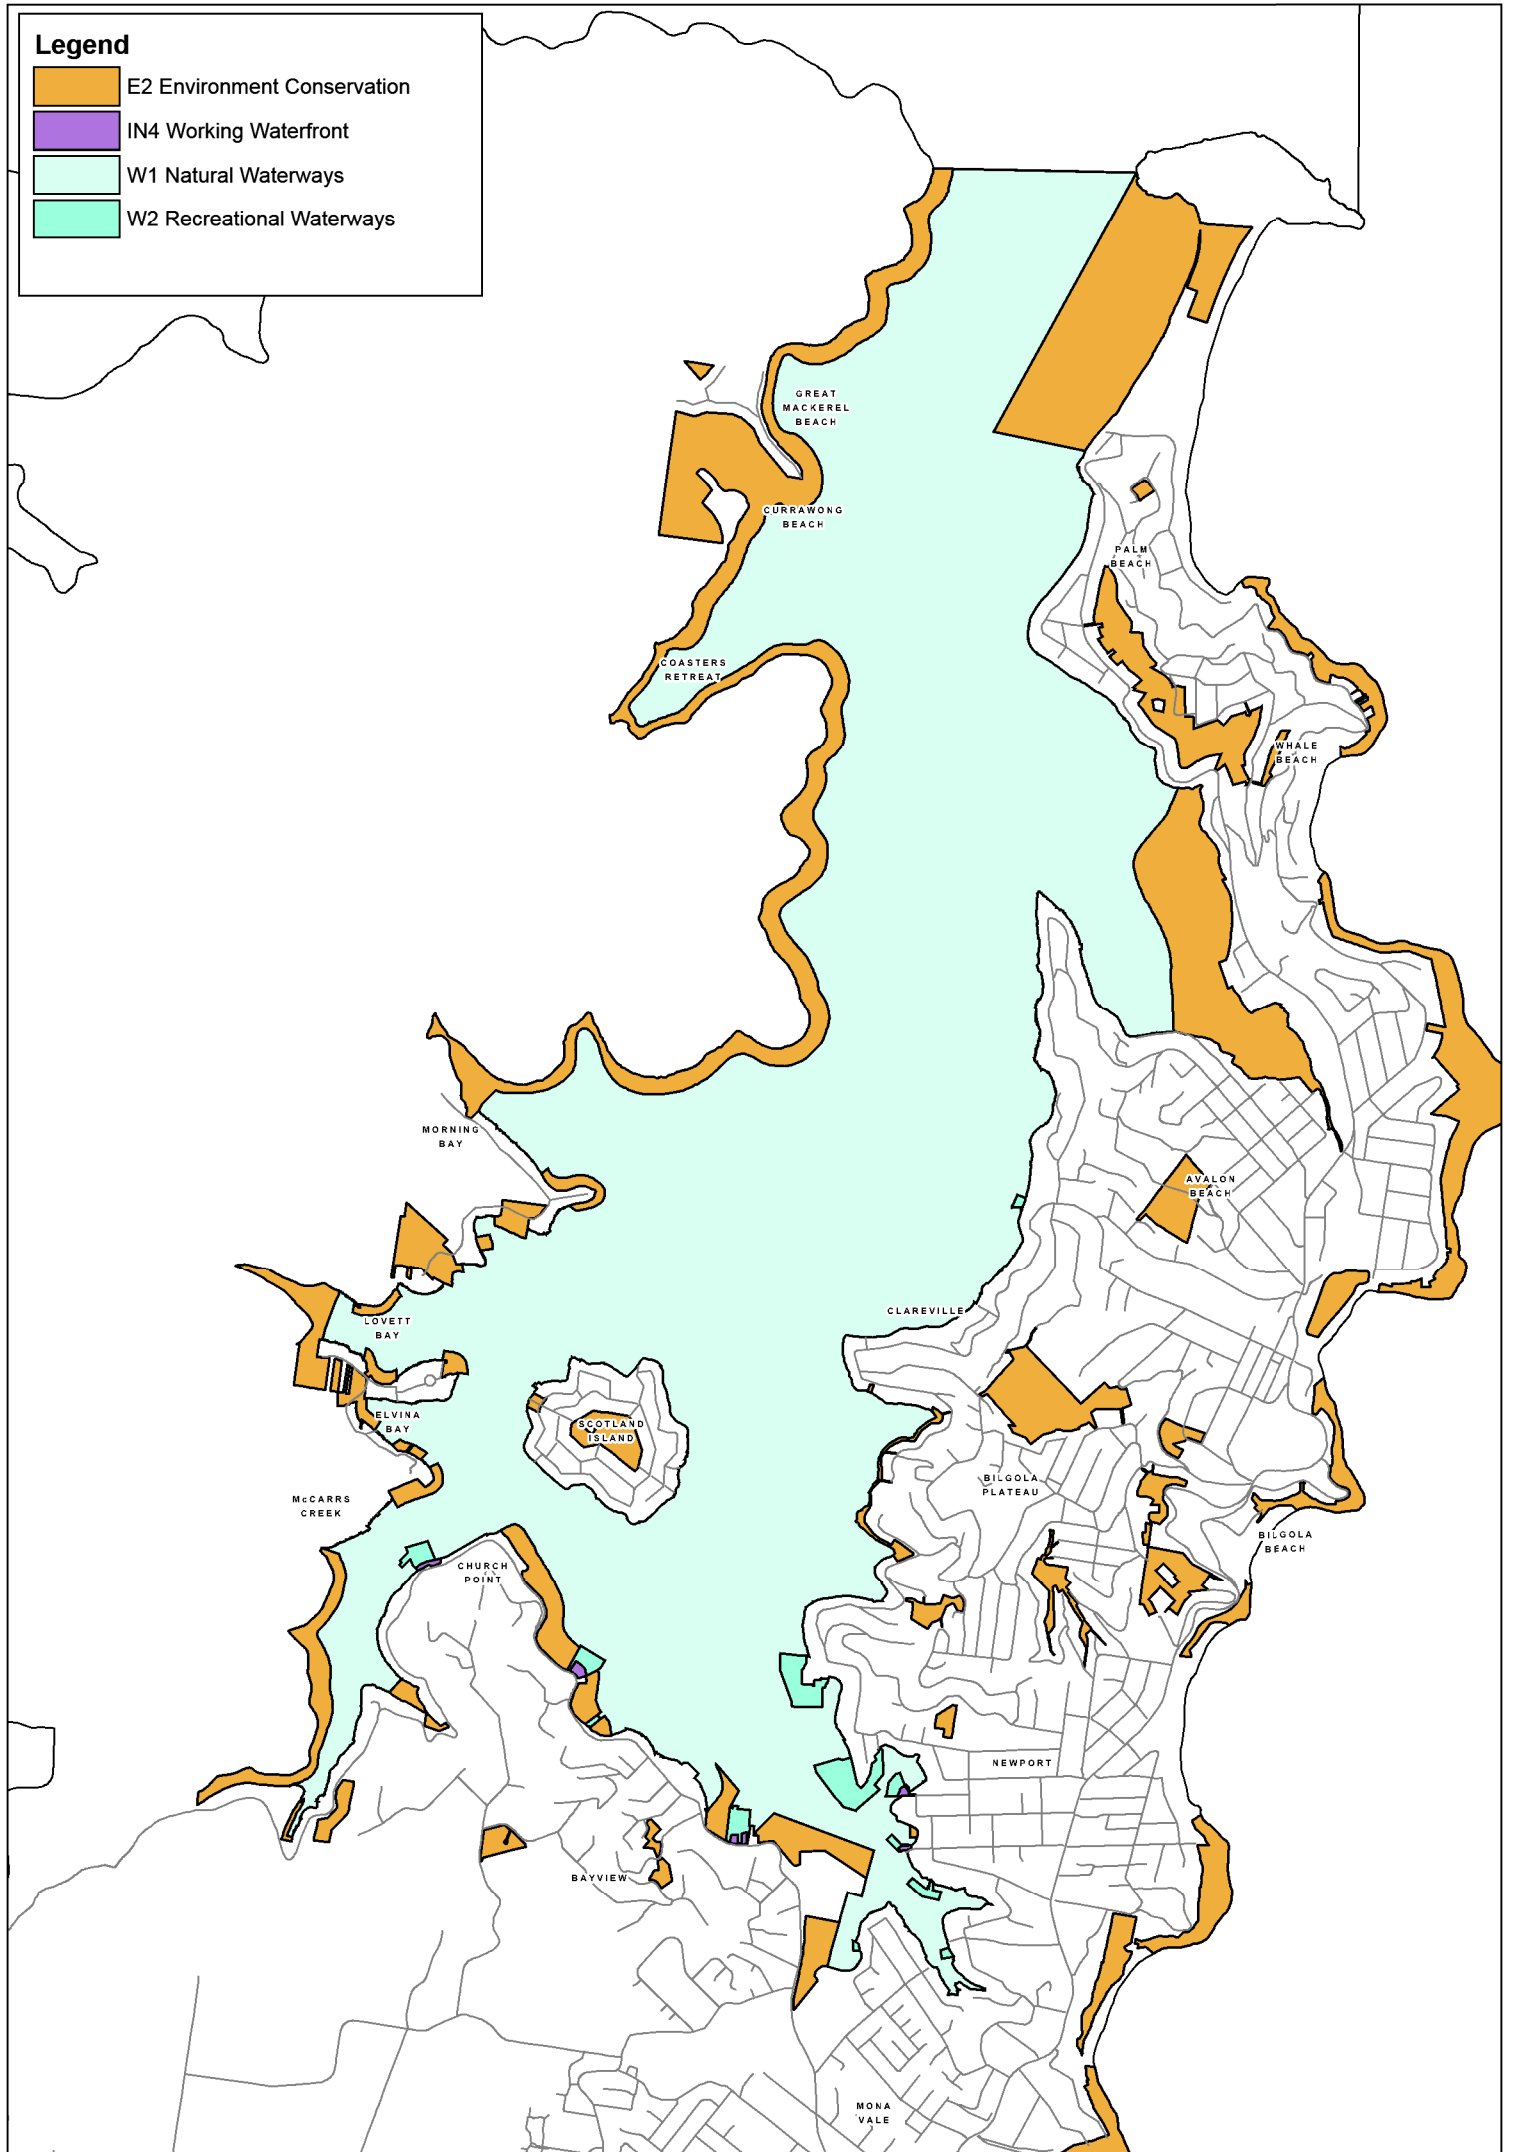 Legend
E2 Environment Conservation
IN4 Working Waterfront
W1 Natural Waterways
W2 Recreational Waterways
GREAT
MACKEREL
BEACH
CURRAWONG
BEACH
PALM
BEACH
COASTERS
RETREAT
WHALE
BEACH
MORNING
BAY
AVALON
BEACH
CLAREVILLE
LOVETT
BAY
ELVINA
BAY
SCOTLAND
ISLAND
BILGOLA
PLATEAU
McCARRS
CREEK
BILGOLA
BEACH
CHURCH
POINT
NEWPORT
BAYVIEW
MONA
VALE